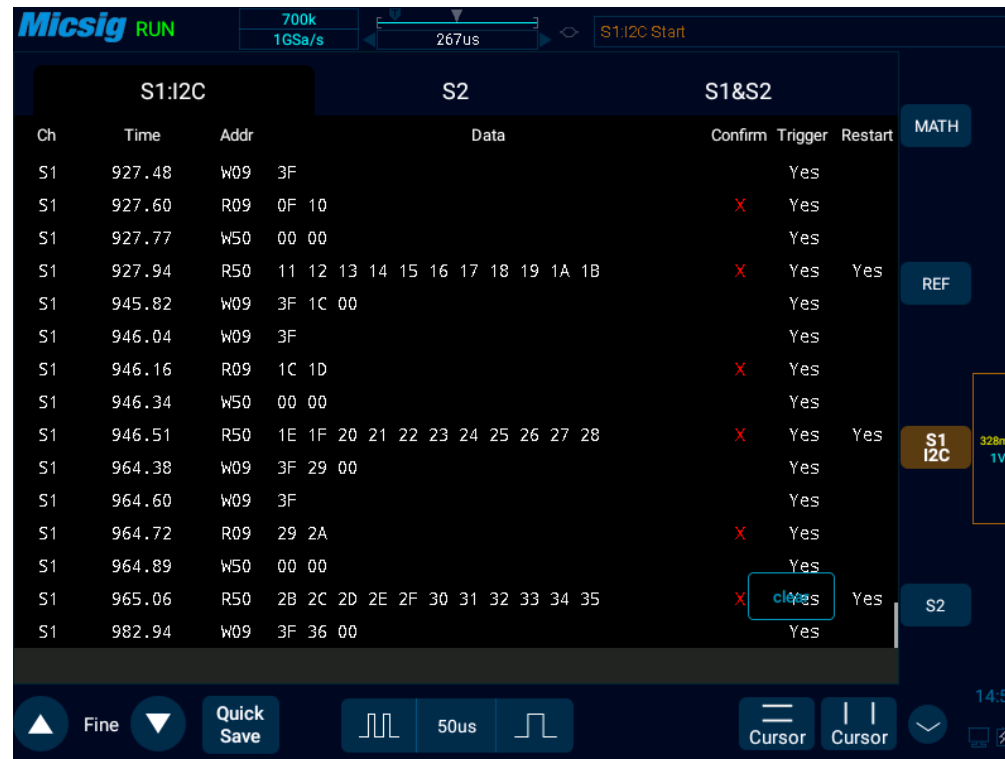 Micsig RUN 700k 1GSa/s 267us S1:I2C Start
S1:I2C S2 S1&S2
Ch Time Addr Data Confirm Trigger Restart
S1 927.48 W09 3F Yes
S1 927.60 R09 0F 10 X Yes
S1 927.77 W50 00 00 Yes
S1 927.94 R50 11 12 13 14 15 16 17 18 19 1A 1B X Yes Yes
S1 945.82 W09 3F 1C 00 Yes
S1 946.04 W09 3F Yes
S1 946.16 R09 1C 1D X Yes
S1 946.34 W50 00 00 Yes
S1 946.51 R50 1E 1F 20 21 22 23 24 25 26 27 28 X Yes Yes
S1 964.38 W09 3F 29 00 Yes
S1 964.60 W09 3F Yes
S1 964.72 R09 29 2A X Yes
S1 964.89 W50 00 00 Yes
S1 965.06 R50 2B 2C 2D 2E 2F 30 31 32 33 34 35 X Yes Yes
clear
S1 982.94 W09 3F 36 00 Yes
MATH
REF
S1 I2C
328m
1V
S2
14:5
Fine
Quick Save
50us
Cursor
Cursor